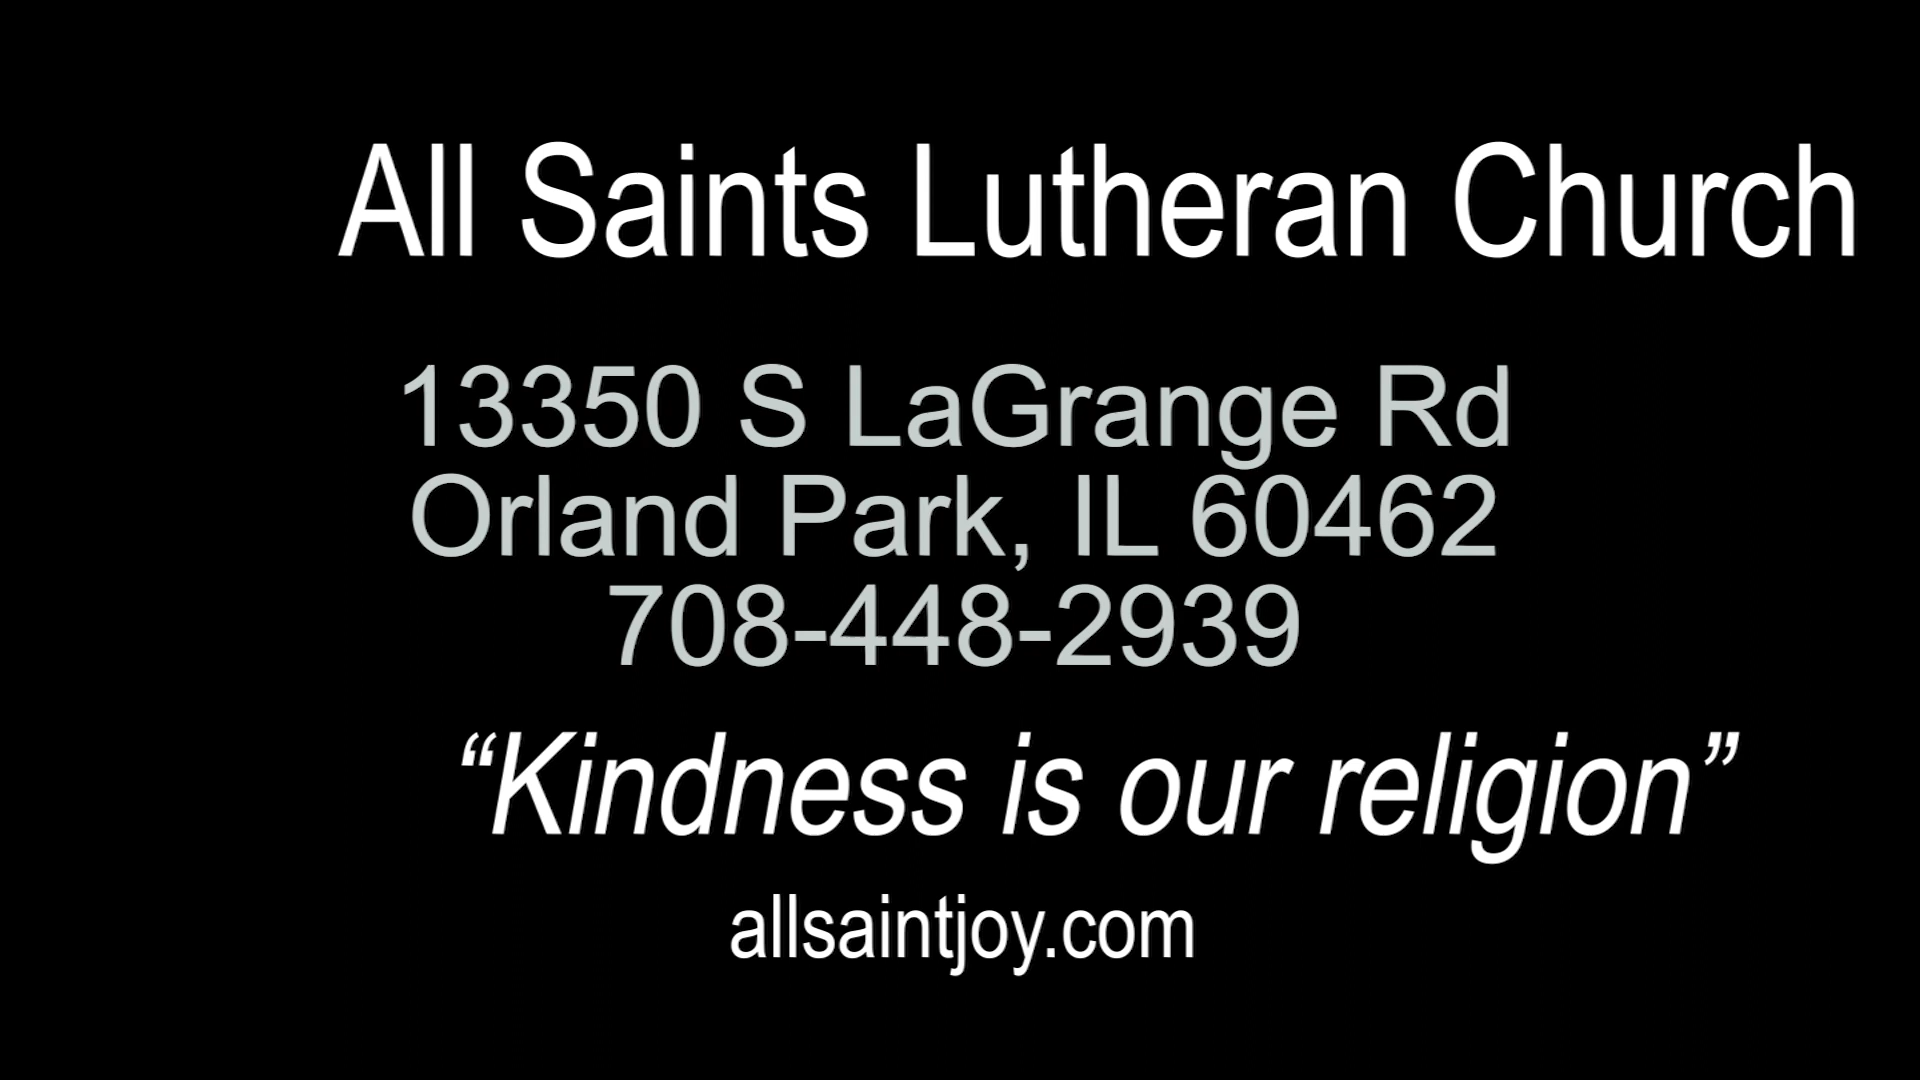 All Saints Lutheran Church
13350 S LaGrange Rd
Orland Park, IL 60462
708-448-2939
“Kindness is our religion”
allsaintjoy.com